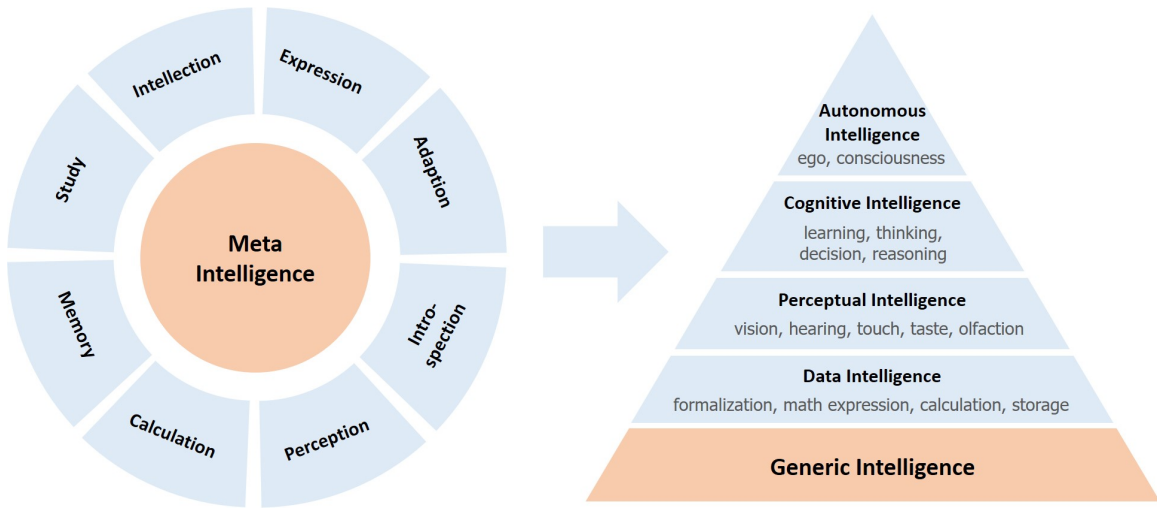 Intellection
Expression
Adaption
Intro-
spection
Perception
Calculation
Memory
Study
Meta
Intelligence
Autonomous
Intelligence
ego, consciousness
Cognitive Intelligence
learning, thinking,
decision, reasoning
Perceptual Intelligence
vision, hearing, touch, taste, olfaction
Data Intelligence
formalization, math expression, calculation, storage
Generic Intelligence